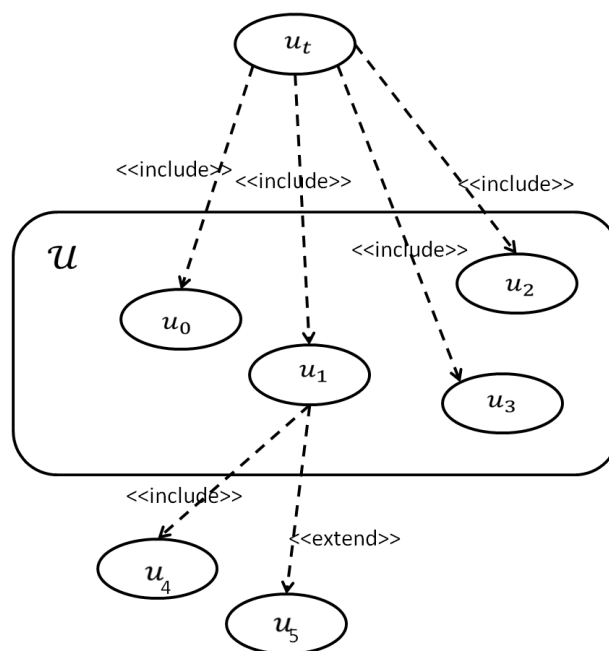 u_t
<<include>>
<<include>>
<<include>>
<<include>>
𝒰
u_2
u_0
u_1
u_3
<<include>>
<<extend>>
u_4
u_5